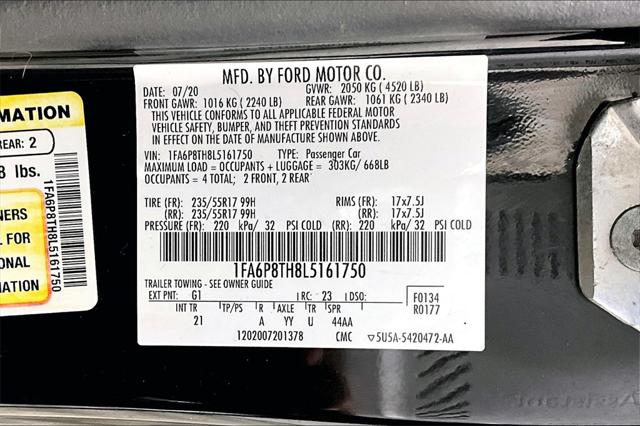 RMATION
REAR: 2
8 lbs.
NERS
L FOR
ONAL
TION
1FA6P8TH8L5161750
MFD. BY FORD MOTOR CO.
DATE: 07/20 GVWR: 2050 KG ( 4520 LB)
FRONT GAWR: 1016 KG ( 2240 LB) REAR GAWR: 1061 KG ( 2340 LB)
THIS VEHICLE CONFORMS TO ALL APPLICABLE FEDERAL MOTOR
VEHICLE SAFETY, BUMPER, AND THEFT PREVENTION STANDARDS
IN EFFECT ON THE DATE OF MANUFACTURE SHOWN ABOVE.
VIN: 1FA6P8TH8L5161750 TYPE: Passenger Car
MAXIMUM LOAD = OCCUPANTS + LUGGAGE = 303KG/ 668LB
OCCUPANTS = 4 TOTAL; 2 FRONT, 2 REAR
TIRE (FR): 235/55R17 99H RIMS (FR): 17x7.5J
(RR): 235/55R17 99H (RR): 17x7.5J
PRESSURE (FR): 220 kPa/ 32 PSI COLD (RR): 220 kPa/ 32 PSI COLD
1FA6P8TH8L5161750
TRAILER TOWING - SEE OWNER GUIDE
EXT PNT: G1 RC: 23 DSO: F0134
R0177
INT TR TP/PS R AXLE TR SPR
21 A YY U 44AA
1202007201378 CMC ▽5U5A-5420472-AA